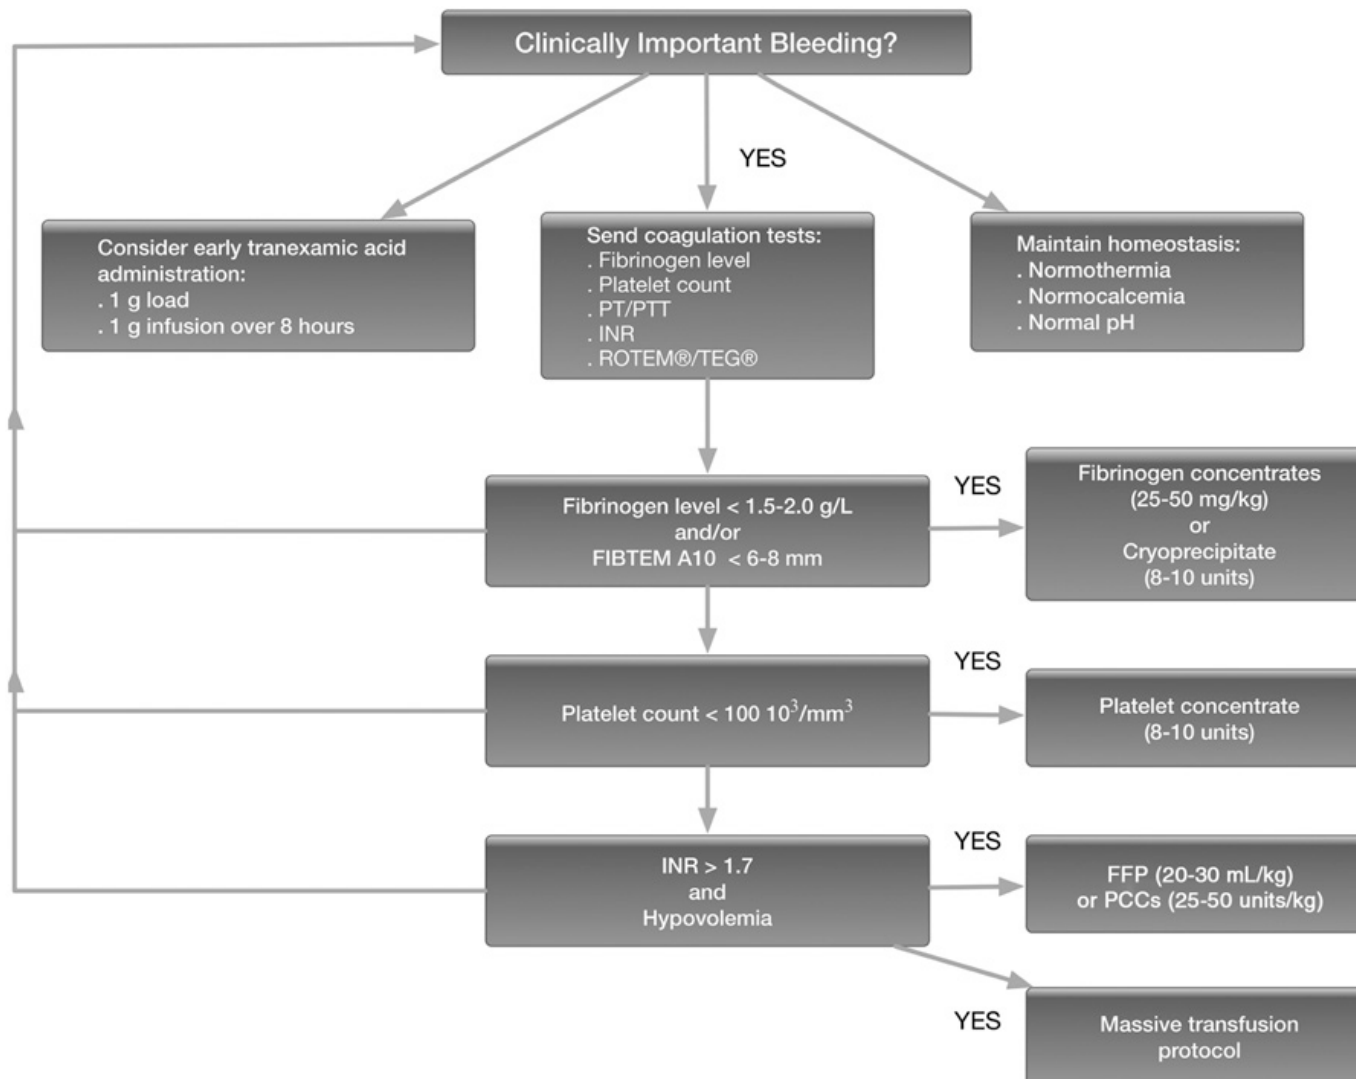 Clinically Important Bleeding?
YES
Consider early tranexamic acid
administration:
. 1 g load
. 1 g infusion over 8 hours
Send coagulation tests:
. Fibrinogen level
. Platelet count
. PT/PTT
. INR
. ROTEM®/TEG®
Maintain homeostasis:
. Normothermia
. Normocalcemia
. Normal pH
Fibrinogen level < 1.5-2.0 g/L
and/or
FIBTEM A10 < 6-8 mm
YES
Fibrinogen concentrates
(25-50 mg/kg)
or
Cryoprecipitate
(8-10 units)
Platelet count < 100 10³/mm³
YES
Platelet concentrate
(8-10 units)
INR > 1.7
and
Hypovolemia
YES
FFP (20-30 mL/kg)
or PCCs (25-50 units/kg)
YES
Massive transfusion
protocol